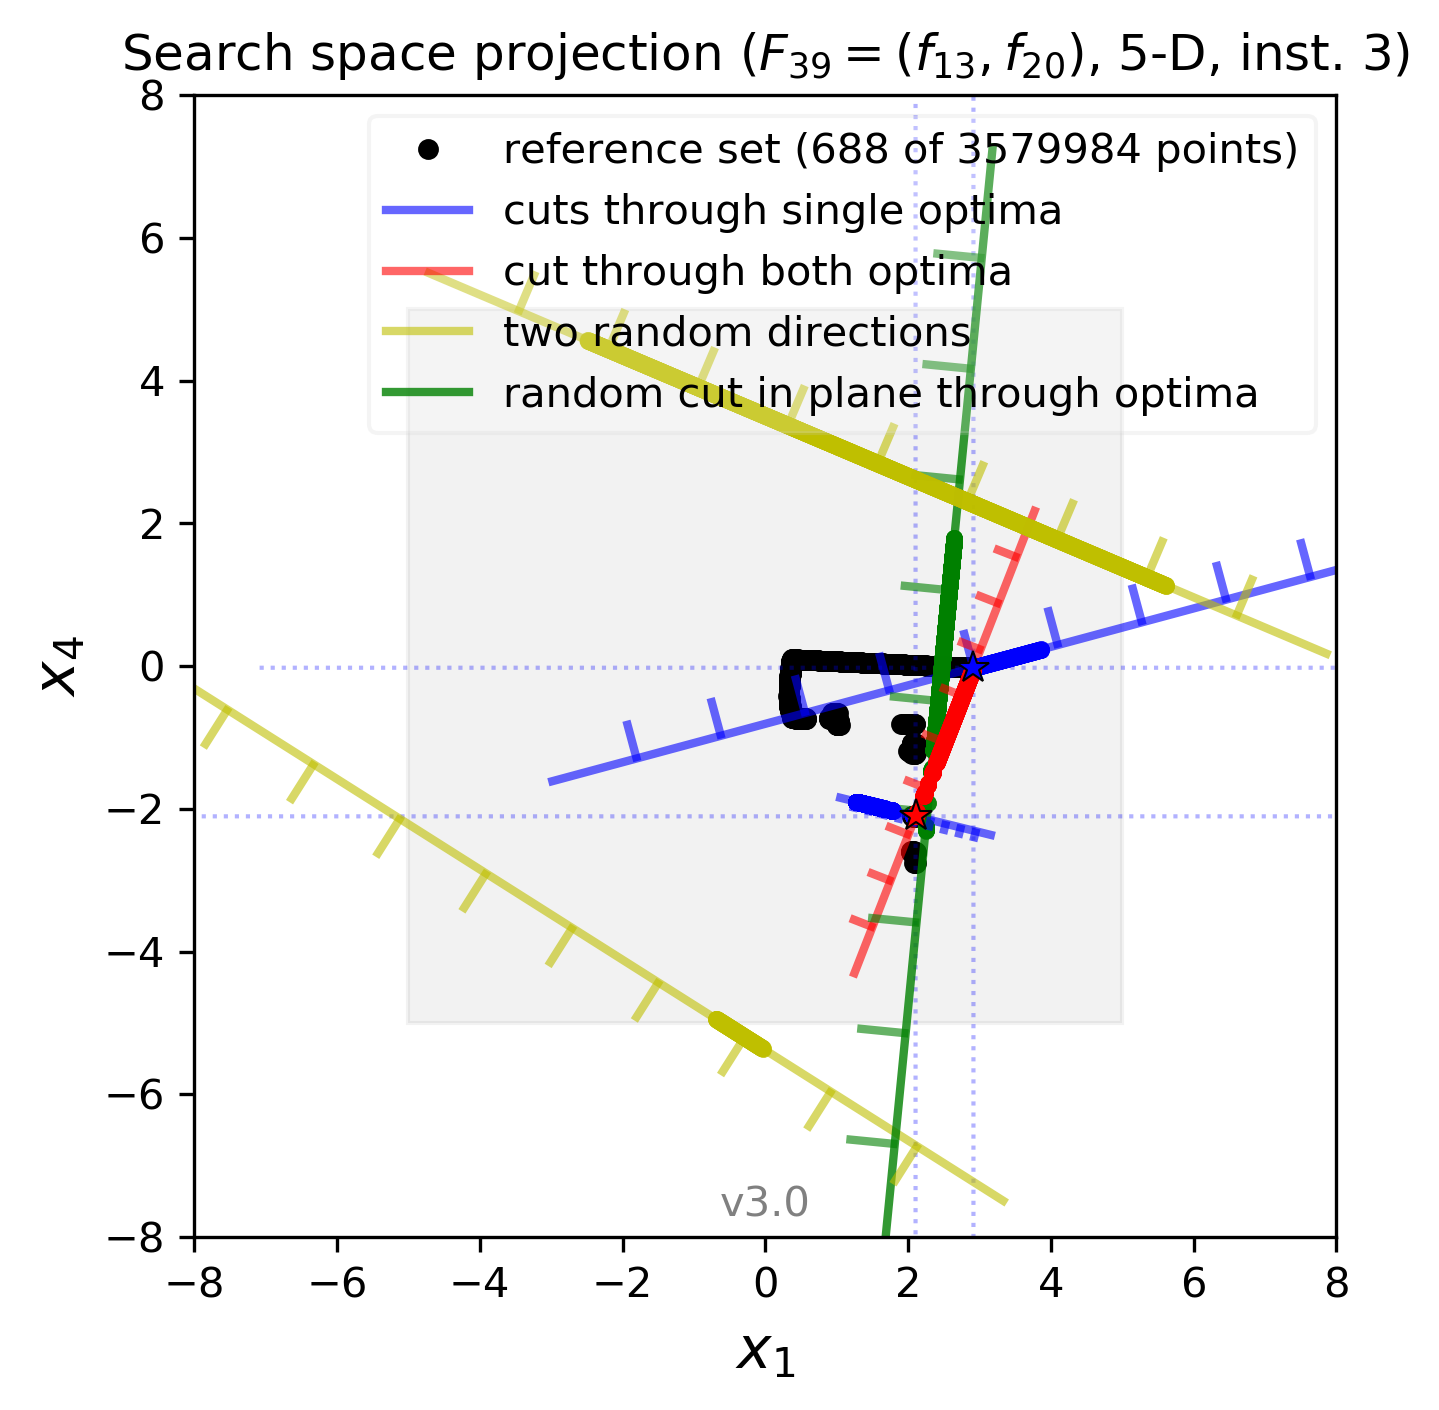 Search space projection (F39 = (f13, f20), 5-D, inst. 3)
8
reference set (688 of 3579984 points)
cuts through single optima
6
cut through both optima
two random directions
4
random cut in plane through optima
2
0
x4
−2
−4
−6
v3.0
−8
−8 −6 −4 −2 0 2 4 6 8
x1